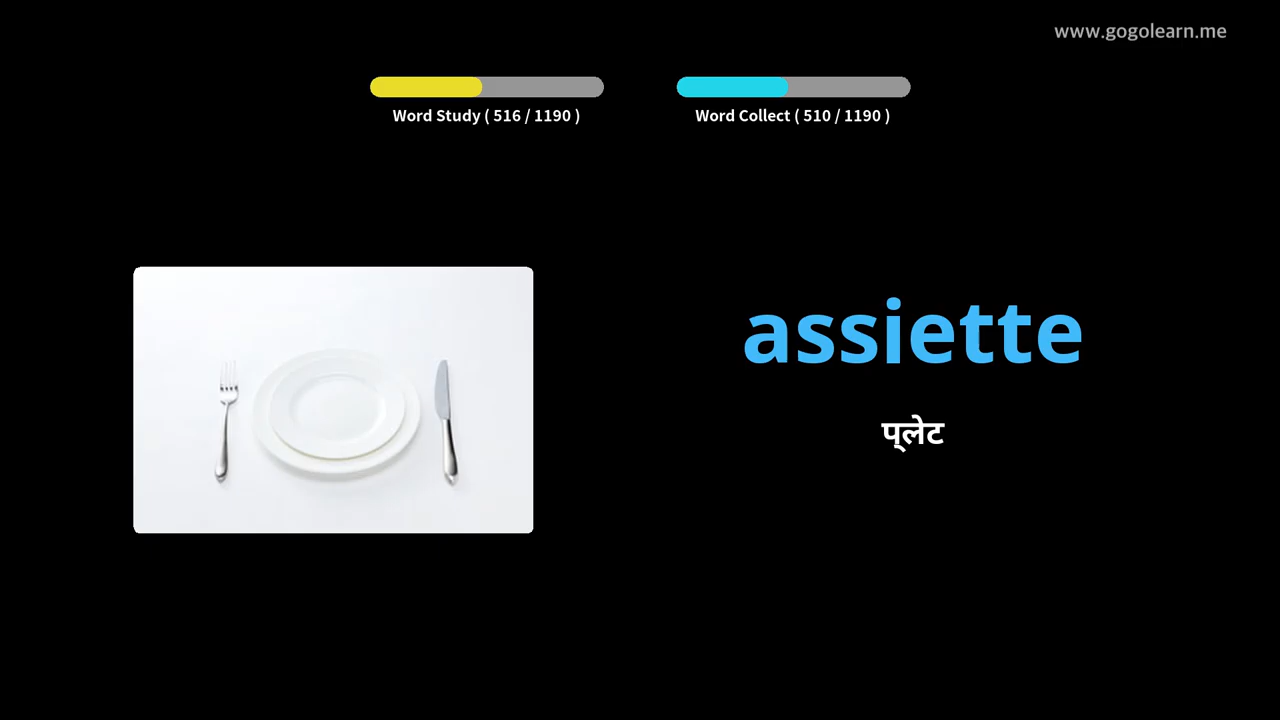 www.gogolearn.me
Word Study ( 516 / 1190 )
Word Collect ( 510 / 1190 )
assiette
प्लेट